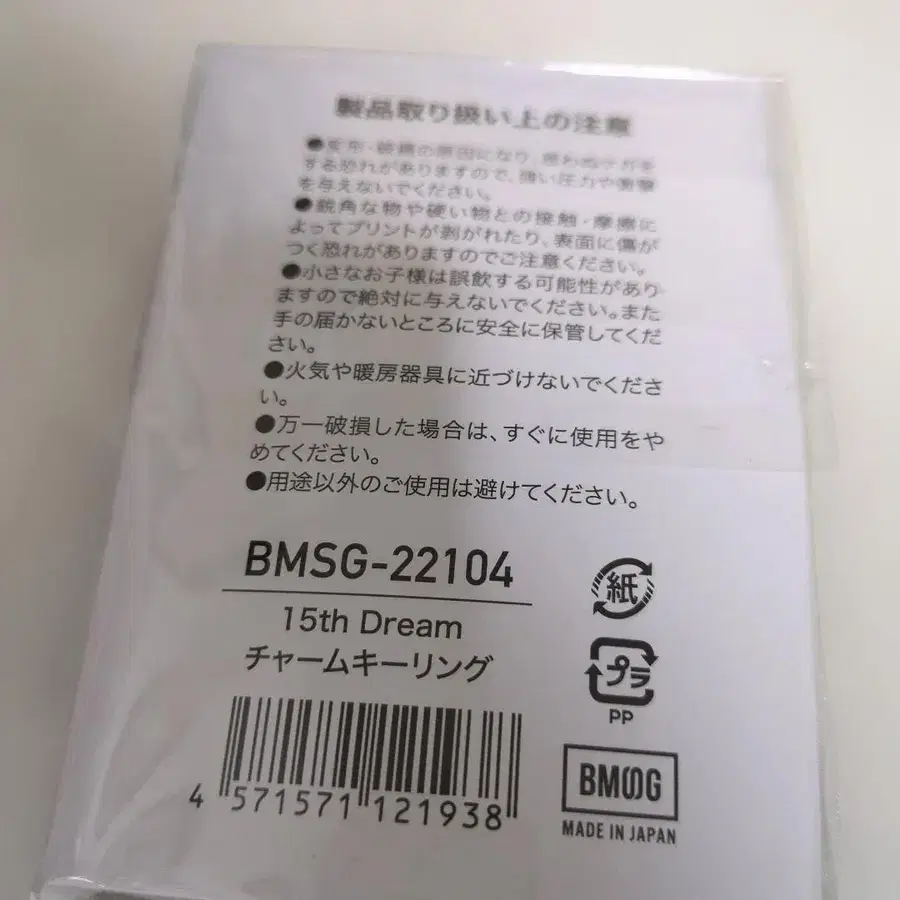 製品取り扱い上の注意
●変形・破損の原因になり、思わぬケガを
する恐れがありますので、強い圧力や衝撃
を与えないでください。
●鋭角な物や硬い物との接触・摩擦に
よってプリントが剥がれたり、表面に傷が
つく恐れがありますのでご注意ください。
●小さなお子様は誤飲する可能性があり
ますので絶対に与えないでください。また
手の届かないところに安全に保管してくだ
さい。
●火気や暖房器具に近づけないでくださ
い。
●万一破損した場合は、すぐに使用をや
めてください。
●用途以外のご使用は避けてください。
BMSG-22104
15th Dream
チャームキーリング
4 571571 121938
紙
プラ
PP
BMSG
MADE IN JAPAN